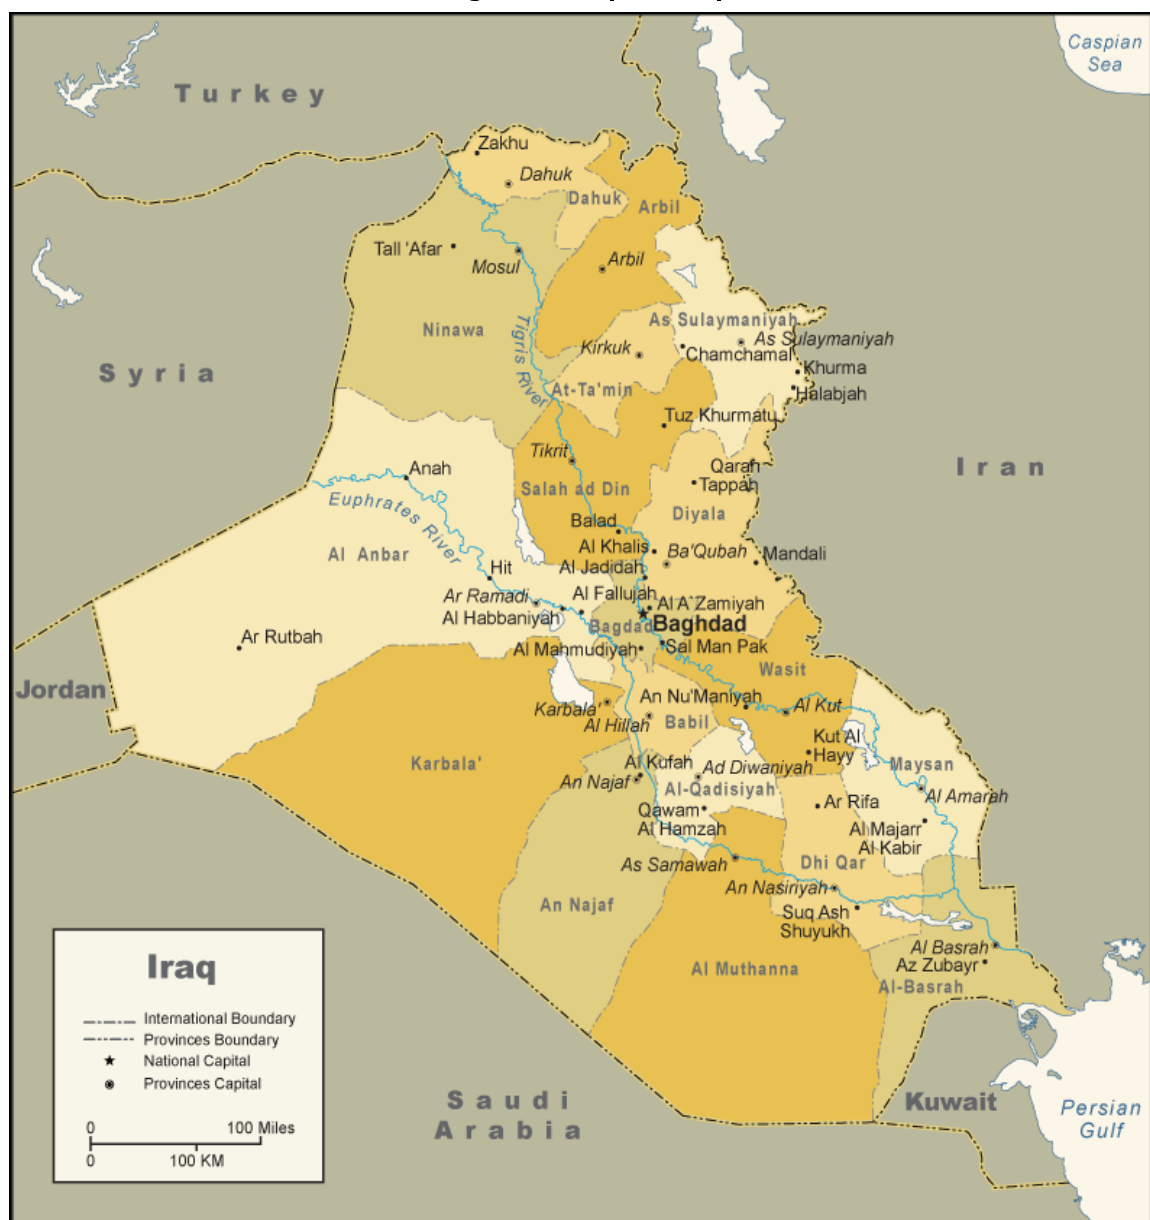 Caspian
Sea
Turkey
Zakhu
Dahuk
Dahuk
Arbil
Tall 'Afar
Mosul
Arbil
Ninawa
Tigris River
As Sulaymaniyah
As Sulaymaniyah
Kirkuk
Chamchamal
Khurma
Syria
At-Ta'min
Halabjah
Tuz Khurmatu
Tikrit
Anah
Qarah
Tappah
Iran
Euphrates River
Salah ad Din
Diyala
Balad
Al Anbar
Al Khalis
Ba'Qubah
Mandali
Hit
Al Jadidah
Ar Ramadi
Al Fallujah
Al A'Zamiyah
Al Habbaniyah
Bagdad
Baghdad
Ar Rutbah
Al Mahmudiyah
Sal Man Pak
Wasit
Jordan
An Nu'Maniyah
Karbala'
Al Kut
Al Hillah
Babil
Kut Al
Hayy
Karbala'
Al Kufah
Ad Diwaniyah
Maysan
An Najaf
Al-Qadisiyah
Al Amarah
Qawam
Al Hamzah
Ar Rifa
Al Majarr
Al Kabir
As Samawah
Dhi Qar
An Nasiriyah
An Najaf
Suq Ash
Shuyukh
Al Basrah
Az Zubayr
Al Muthanna
Al-Basrah
Iraq
International Boundary
Provinces Boundary
National Capital
Provinces Capital
0 100 Miles
0 100 KM
Saudi
Arabia
Kuwait
Persian
Gulf